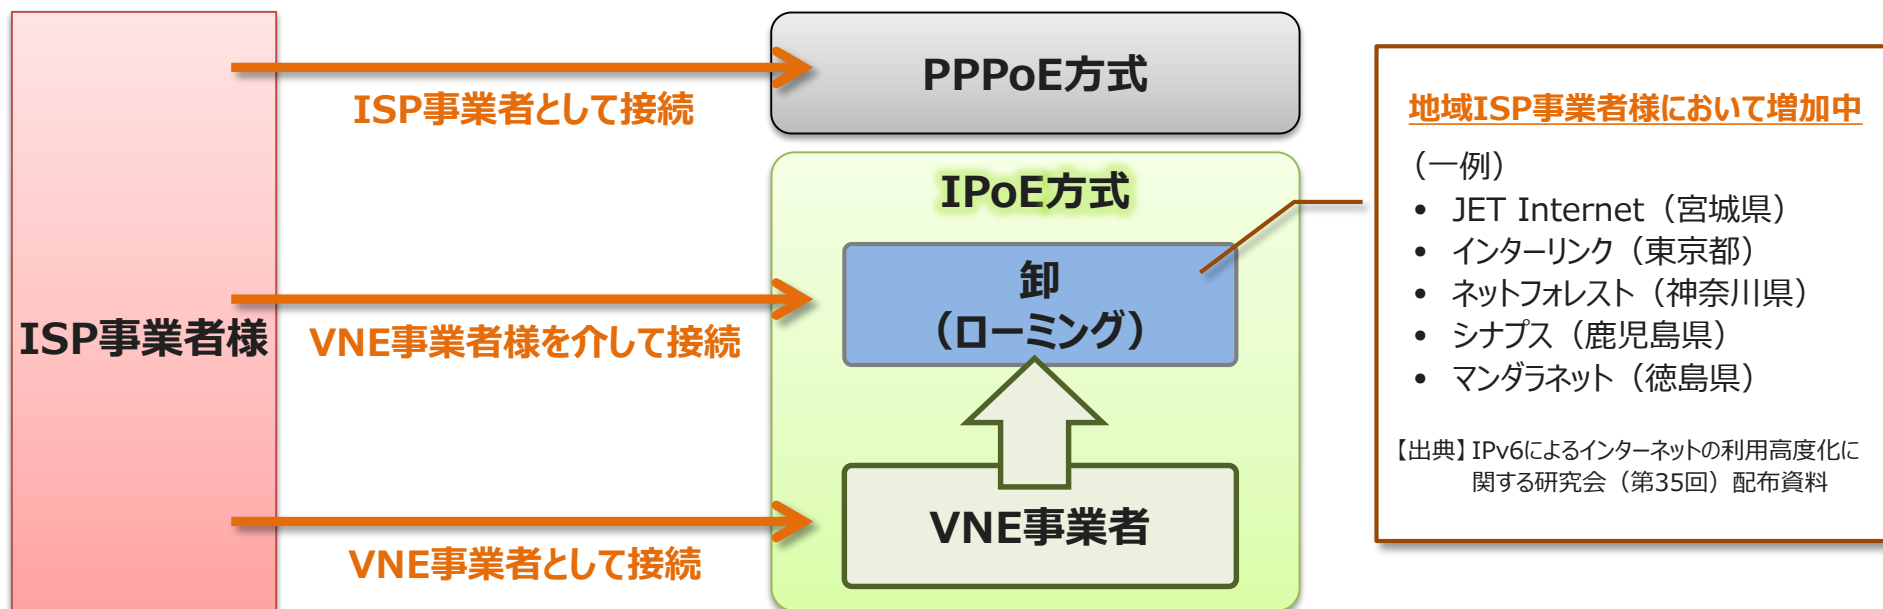 ISP事業者様
ISP事業者として接続
VNE事業者様を介して接続
VNE事業者として接続
PPPoE方式
IPoE方式
卸
（ローミング）
VNE事業者
地域ISP事業者様において増加中
（一例）
• JET Internet（宮城県）
• インターリンク（東京都）
• ネットフォレスト（神奈川県）
• シナプス（鹿児島県）
• マンダラネット（徳島県）
【出典】IPv6によるインターネットの利用高度化に
関する研究会（第35回）配布資料